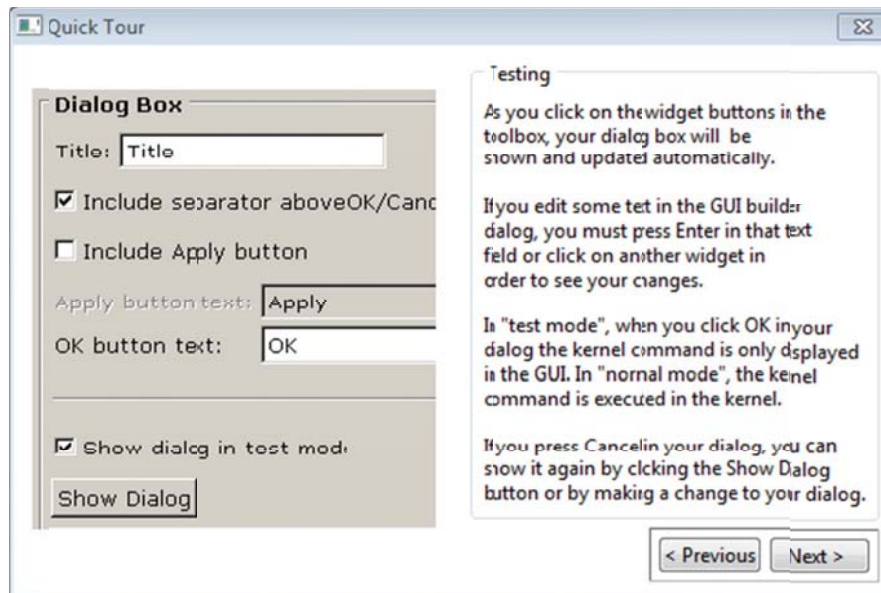 Quick Tour
Dialog Box
Title: Title
Include separator above OK/Canc
Include Apply button
Apply button text: Apply
OK button text: OK
Show dialog in test mode
Show Dialog
Testing
As you click on the widget buttons in the
toolbox, your dialog box will be
shown and updated automatically.
If you edit some text in the GUI builder
dialog, you must press Enter in that text
field or click on another widget in
order to see your changes.
In "test mode", when you click OK in your
dialog the kernel command is only displayed
in the GUI. In "normal mode", the kernel
command is executed in the kernel.
If you press Cancel in your dialog, you can
show it again by clicking the Show Dialog
button or by making a change to your dialog.
< Previous
Next >